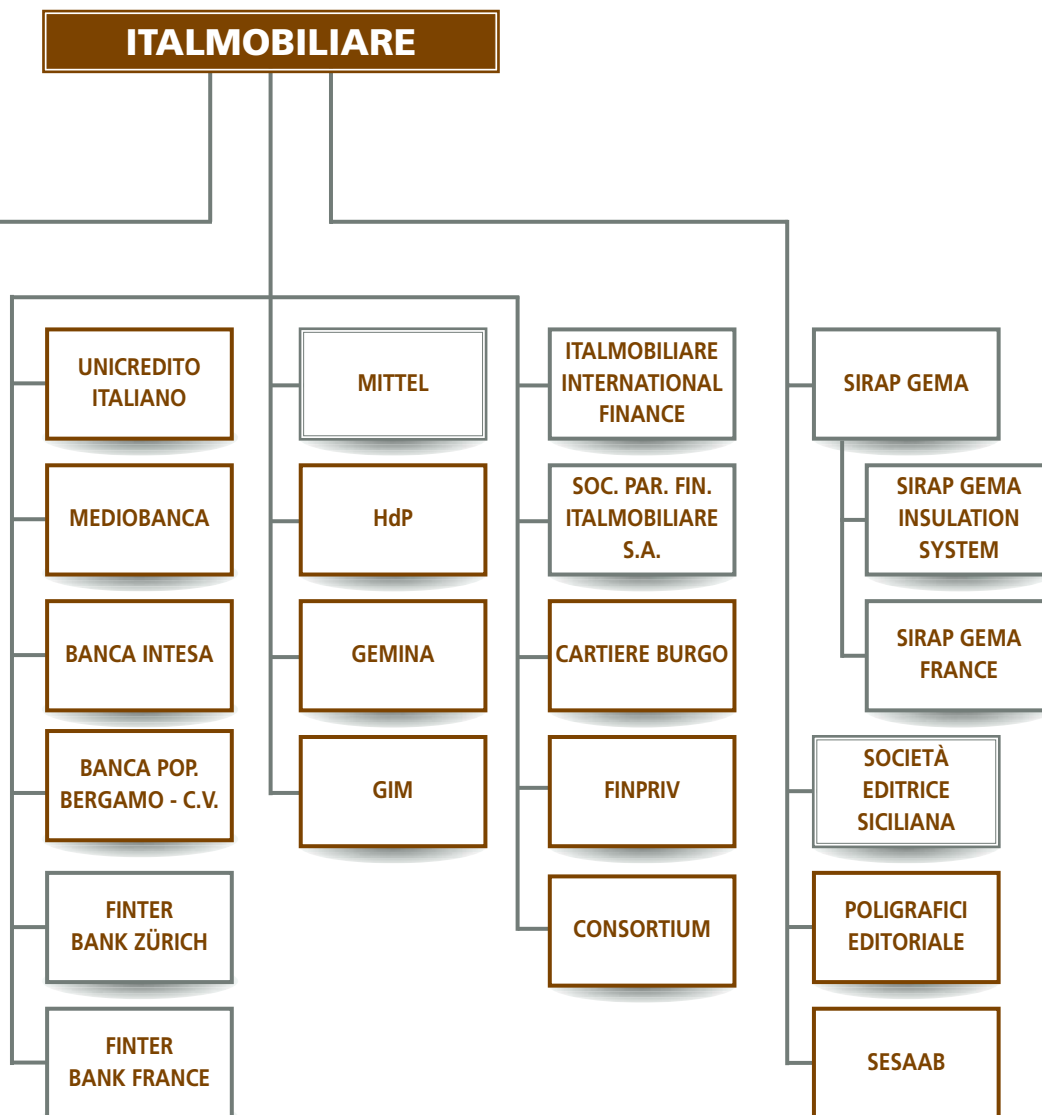 ITALMOBILIARE
UNICREDITO
ITALIANO
MEDIOBANCA
BANCA INTESA
BANCA POP.
BERGAMO - C.V.
FINTER
BANK ZÜRICH
FINTER
BANK FRANCE
MITTEL
HdP
GEMINA
GIM
ITALMOBILIARE
INTERNATIONAL
FINANCE
SOC. PAR. FIN.
ITALMOBILIARE
S.A.
CARTIERE BURGO
FINPRIV
CONSORTIUM
SIRAP GEMA
SIRAP GEMA
INSULATION
SYSTEM
SIRAP GEMA
FRANCE
SOCIETÀ
EDITRICE
SICILIANA
POLIGRAFICI
EDITORIALE
SESAAB